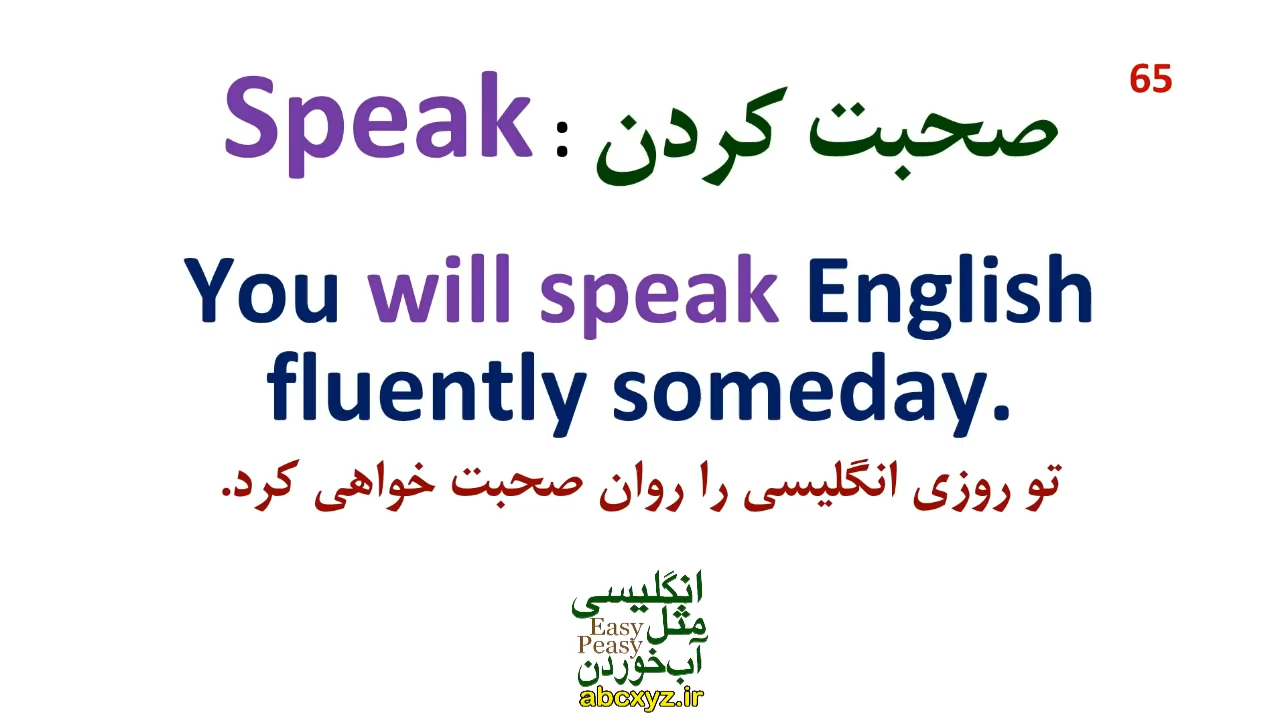 65
Speak : صحبت کردن
You will speak English
fluently someday.
تو روزی انگلیسی را روان صحبت خواهی کرد.
انگلیسی
مثل Easy
Peasy
آب‌خوردن
abcxyz.ir